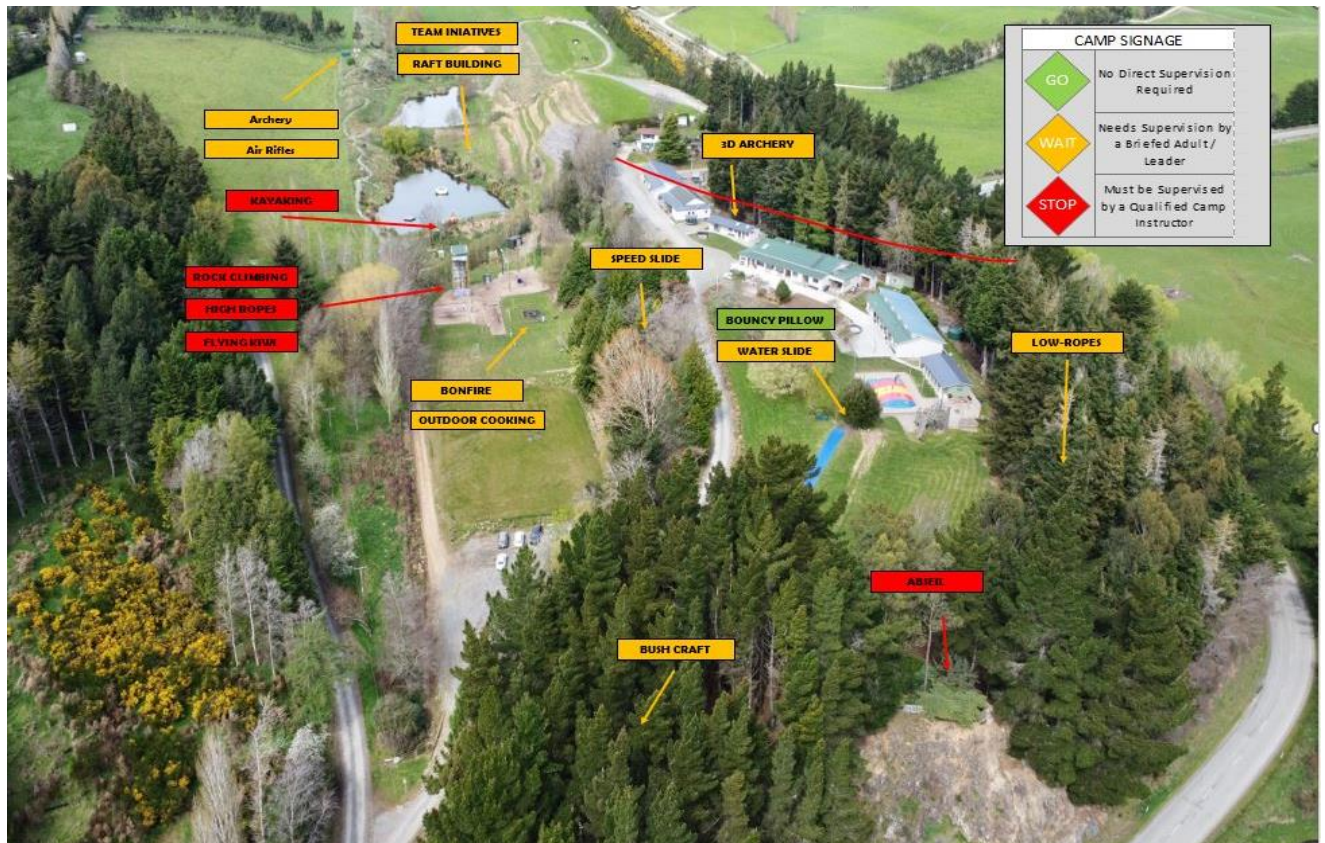 TEAM INIATIVES
RAFT BUILDING
CAMP SIGNAGE
GO
No Direct Supervision
Required
WAIT
Needs Supervision by
a Briefed Adult /
Leader
STOP
Must be Supervised
by a Qualified Camp
Instructor
Archery
Air Rifles
3D ARCHERY
KAYAKING
ROCK CLIMBING
HIGH ROPES
FLYING KIWI
SPEED SLIDE
BOUNCY PILLOW
WATER SLIDE
LOW-ROPES
BONFIRE
OUTDOOR COOKING
ABSEIL
BUSH CRAFT